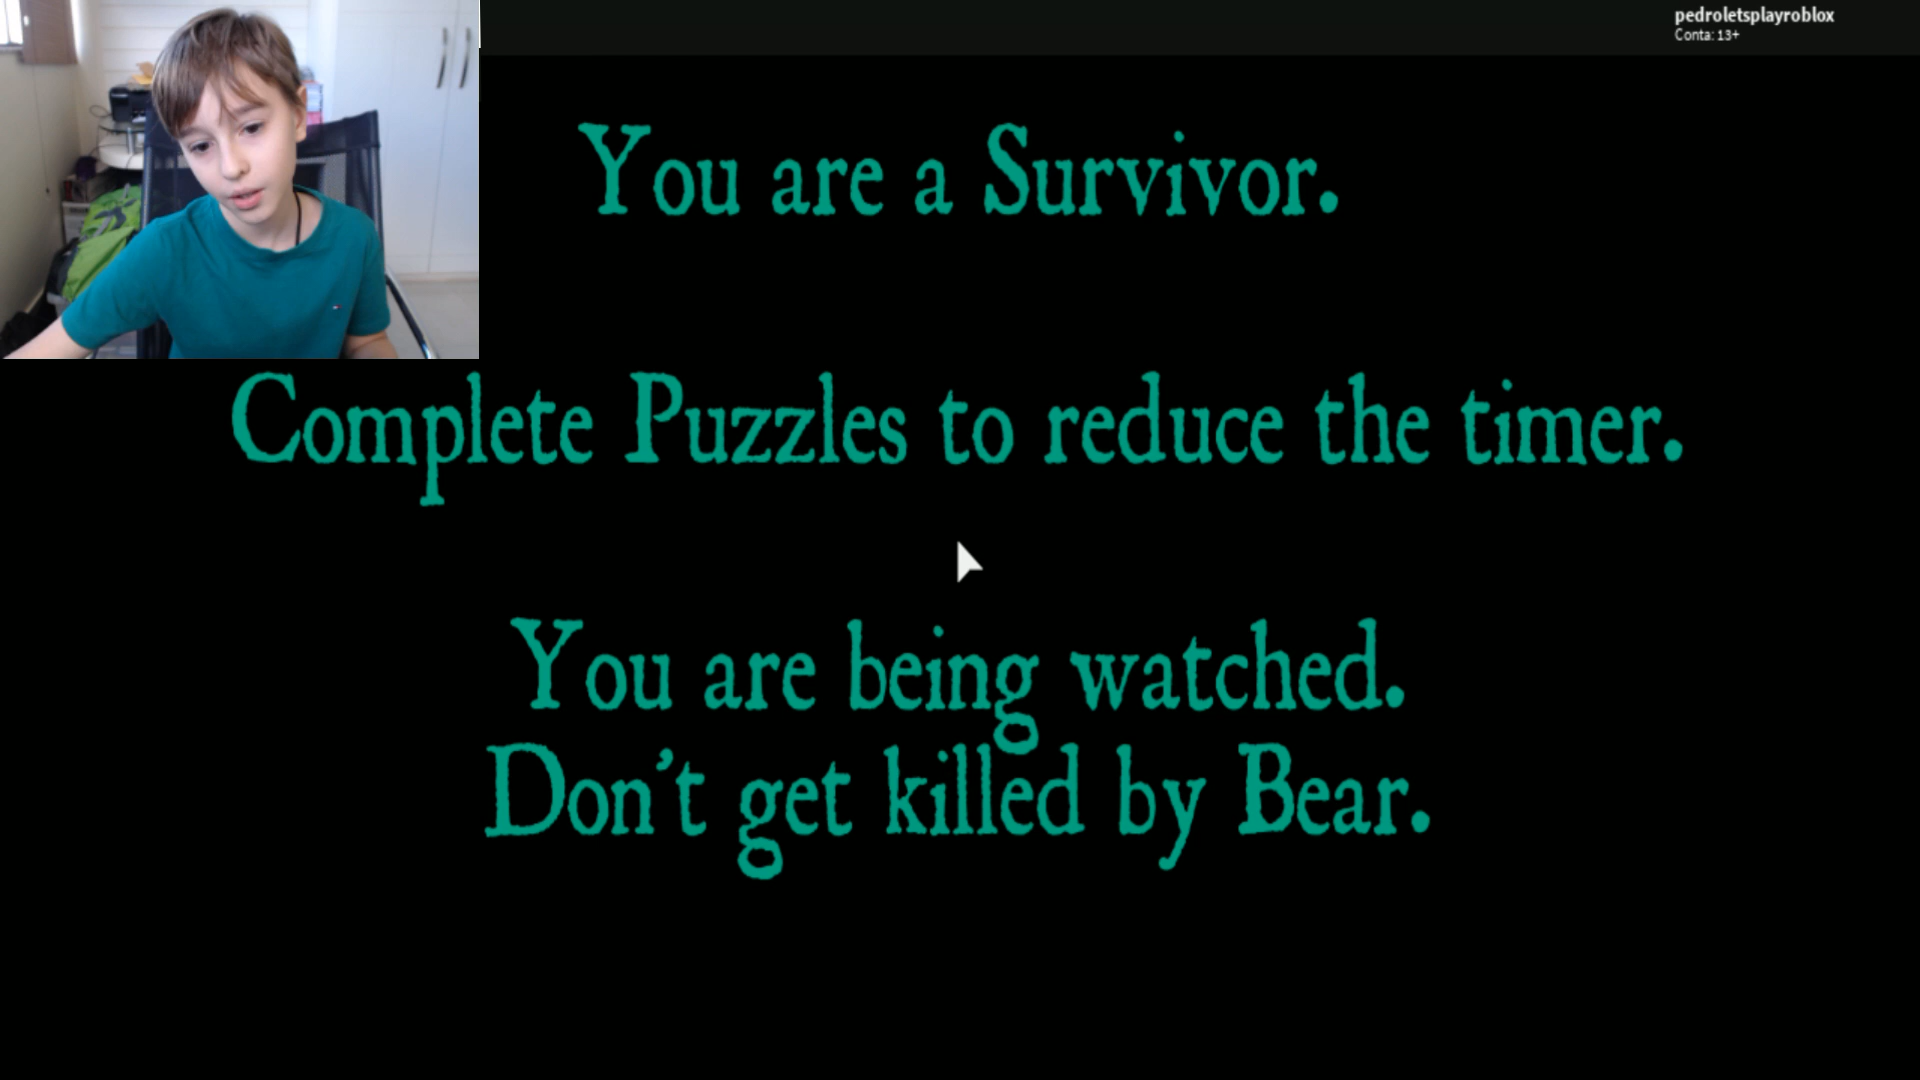 pedroletsplayroblox
Conta: 13+
You are a Survivor.
Complete Puzzles to reduce the timer.
You are being watched.
Don't get killed by Bear.